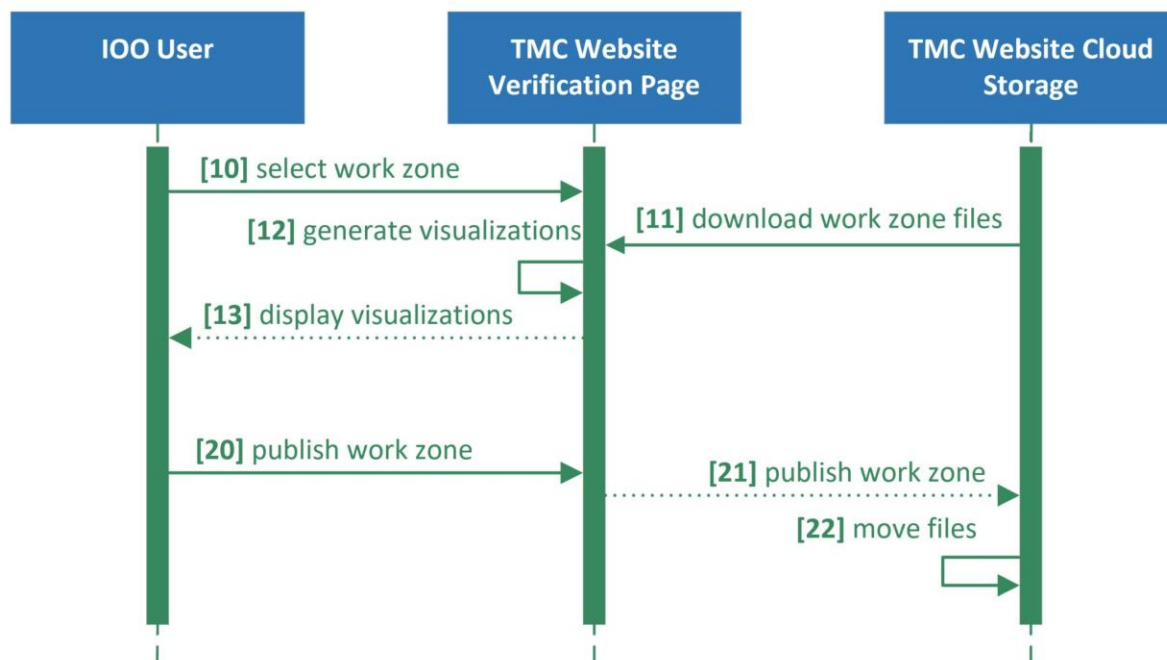 IOO User
TMC Website
Verification Page
TMC Website Cloud
Storage
[10] select work zone
[11] download work zone files
[12] generate visualizations
[13] display visualizations
[20] publish work zone
[21] publish work zone
[22] move files